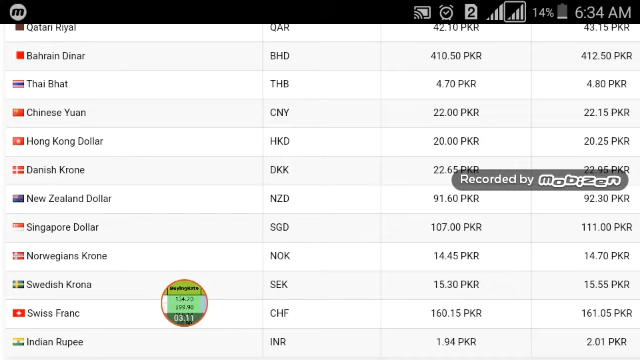 14% 6:34 AM
Qatari Riyal QAR 42.10 PKR 43.15 PKR
Bahrain Dinar BHD 410.50 PKR 412.50 PKR
Thai Bhat THB 4.70 PKR 4.80 PKR
Chinese Yuan CNY 22.00 PKR 22.15 PKR
Hong Kong Dollar HKD 20.00 PKR 20.25 PKR
Danish Krone DKK 22.65 PKR 22.95 PKR
Recorded by mobizen
New Zealand Dollar NZD 91.60 PKR 92.30 PKR
Singapore Dollar SGD 107.00 PKR 111.00 PKR
Norwegians Krone NOK 14.45 PKR 14.70 PKR
Swedish Krona SEK 15.30 PKR 15.55 PKR
BuyingRate
03:11
Swiss Franc CHF 160.15 PKR 161.05 PKR
Indian Rupee INR 1.94 PKR 2.01 PKR